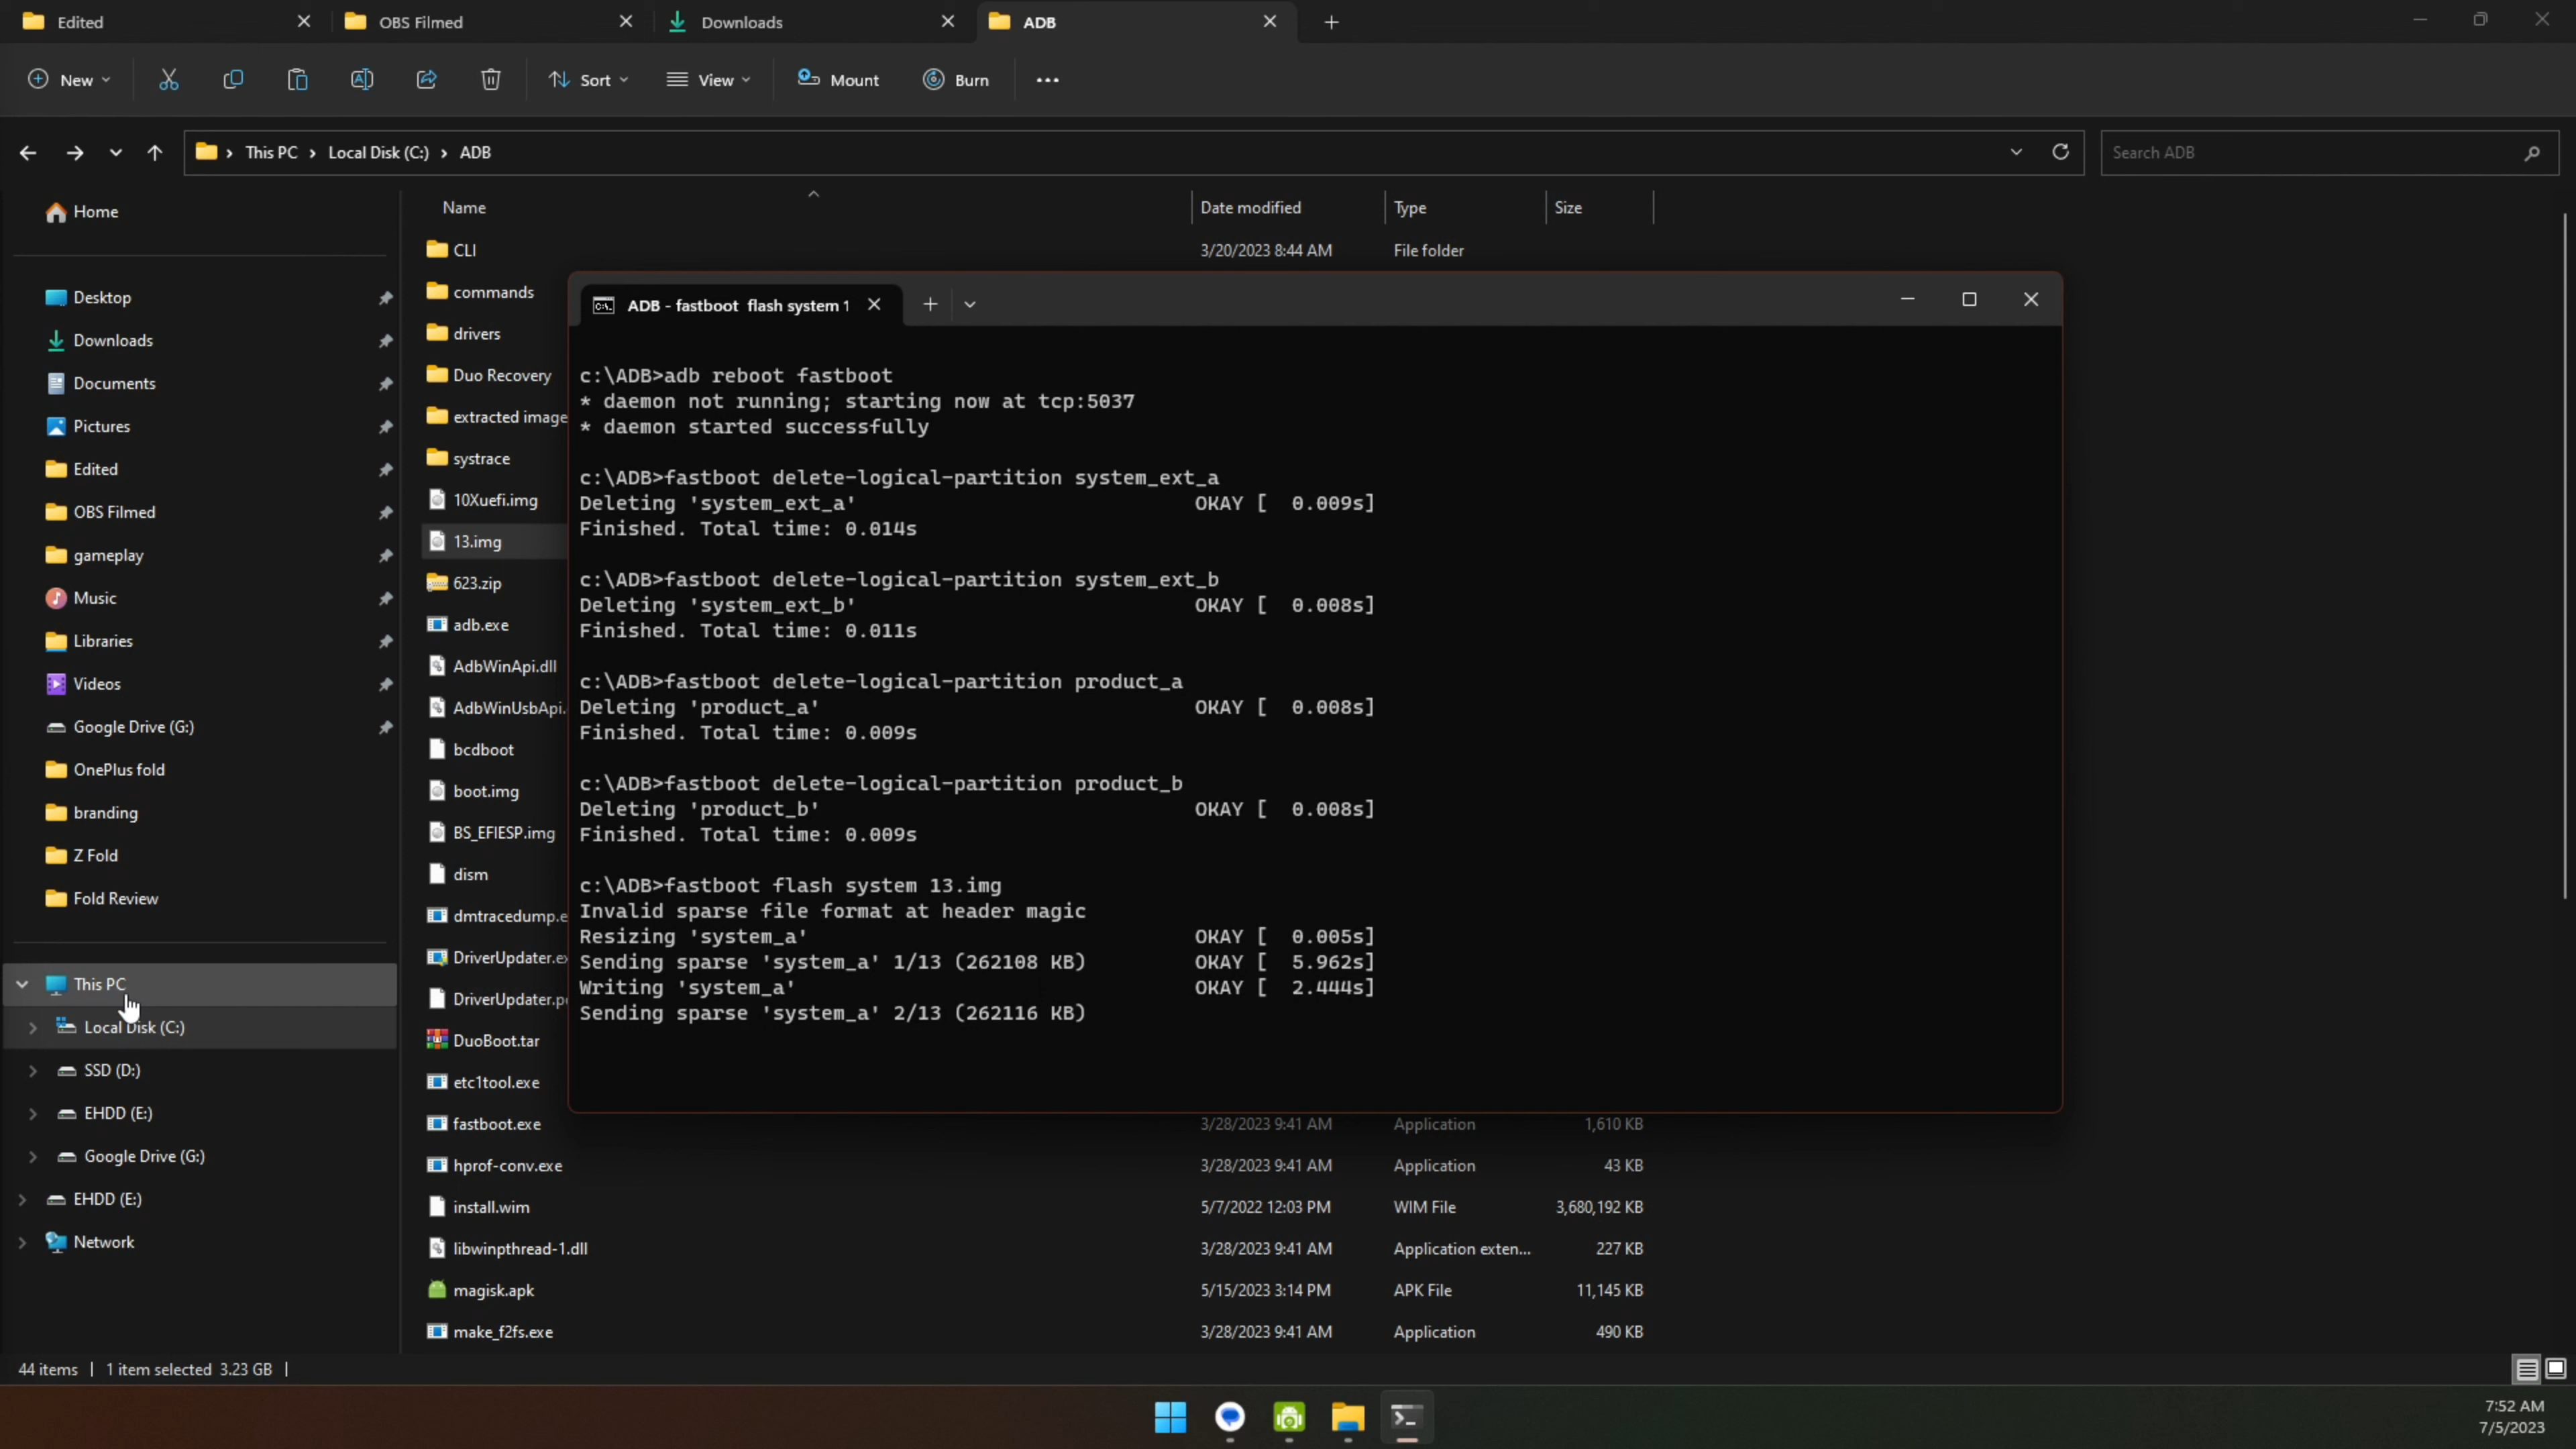 Edited
OBS Filmed
Downloads
ADB
New
Sort
View
Mount
Burn
This PC
Local Disk (C:)
ADB
Search ADB
Home
Desktop
Downloads
Documents
Pictures
Edited
OBS Filmed
gameplay
Music
Libraries
Videos
Google Drive (G:)
OnePlus fold
branding
Z Fold
Fold Review
This PC
Local Disk (C:)
SSD (D:)
EHDD (E:)
Google Drive (G:)
EHDD (E:)
Network
Name Date modified Type Size
CLI 3/20/2023 8:44 AM File folder
commands
drivers
Duo Recovery
extracted image
systrace
10Xuefi.img
13.img
623.zip
adb.exe
AdbWinApi.dll
AdbWinUsbApi.
bcdboot
boot.img
BS_EFIESP.img
dism
dmtracedump.e
DriverUpdater.ex
DriverUpdater.p
DuoBoot.tar
etc1tool.exe
fastboot.exe 3/28/2023 9:41 AM Application 1,610 KB
hprof-conv.exe 3/28/2023 9:41 AM Application 43 KB
install.wim 5/7/2022 12:03 PM WIM File 3,680,192 KB
libwinpthread-1.dll 3/28/2023 9:41 AM Application exten... 227 KB
magisk.apk 5/15/2023 3:14 PM APK File 11,145 KB
make_f2fs.exe 3/28/2023 9:41 AM Application 490 KB
ADB - fastboot flash system 1
c:\ADB>adb reboot fastboot
* daemon not running; starting now at tcp:5037
* daemon started successfully
c:\ADB>fastboot delete-logical-partition system_ext_a
Deleting 'system_ext_a' OKAY [ 0.009s]
Finished. Total time: 0.014s
c:\ADB>fastboot delete-logical-partition system_ext_b
Deleting 'system_ext_b' OKAY [ 0.008s]
Finished. Total time: 0.011s
c:\ADB>fastboot delete-logical-partition product_a
Deleting 'product_a' OKAY [ 0.008s]
Finished. Total time: 0.009s
c:\ADB>fastboot delete-logical-partition product_b
Deleting 'product_b' OKAY [ 0.008s]
Finished. Total time: 0.009s
c:\ADB>fastboot flash system 13.img
Invalid sparse file format at header magic
Resizing 'system_a' OKAY [ 0.005s]
Sending sparse 'system_a' 1/13 (262108 KB) OKAY [ 5.962s]
Writing 'system_a' OKAY [ 2.444s]
Sending sparse 'system_a' 2/13 (262116 KB)
44 items 1 item selected 3.23 GB
7:52 AM
7/5/2023